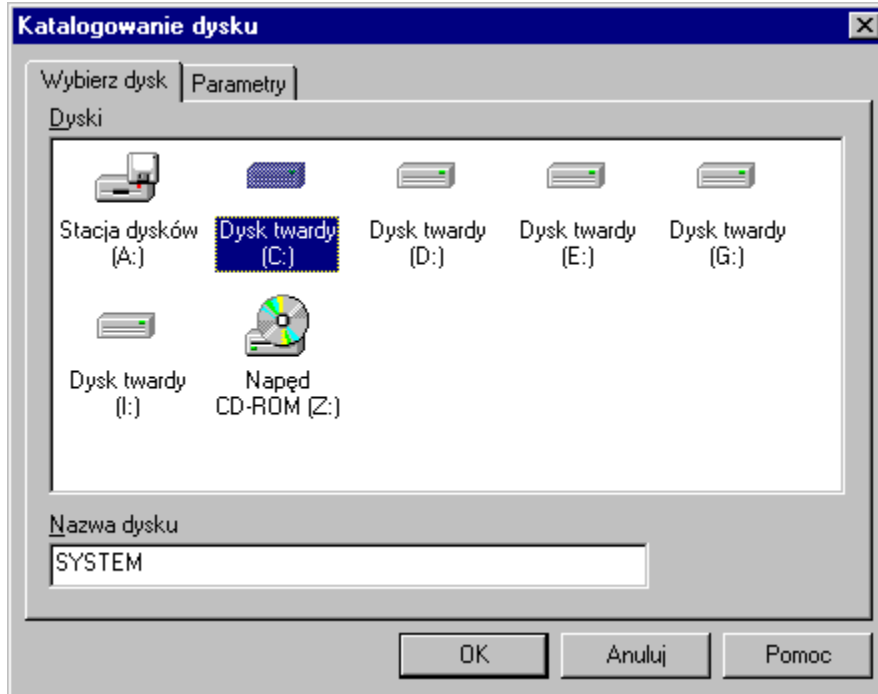 Katalogowanie dysku
Wybierz dysk
Parametry
Dyski
Stacja dysków
(A:)
Dysk twardy
(C:)
Dysk twardy
(D:)
Dysk twardy
(E:)
Dysk twardy
(G:)
Dysk twardy
(I:)
Napęd
CD-ROM (Z:)
Nazwa dysku
SYSTEM
OK
Anuluj
Pomoc